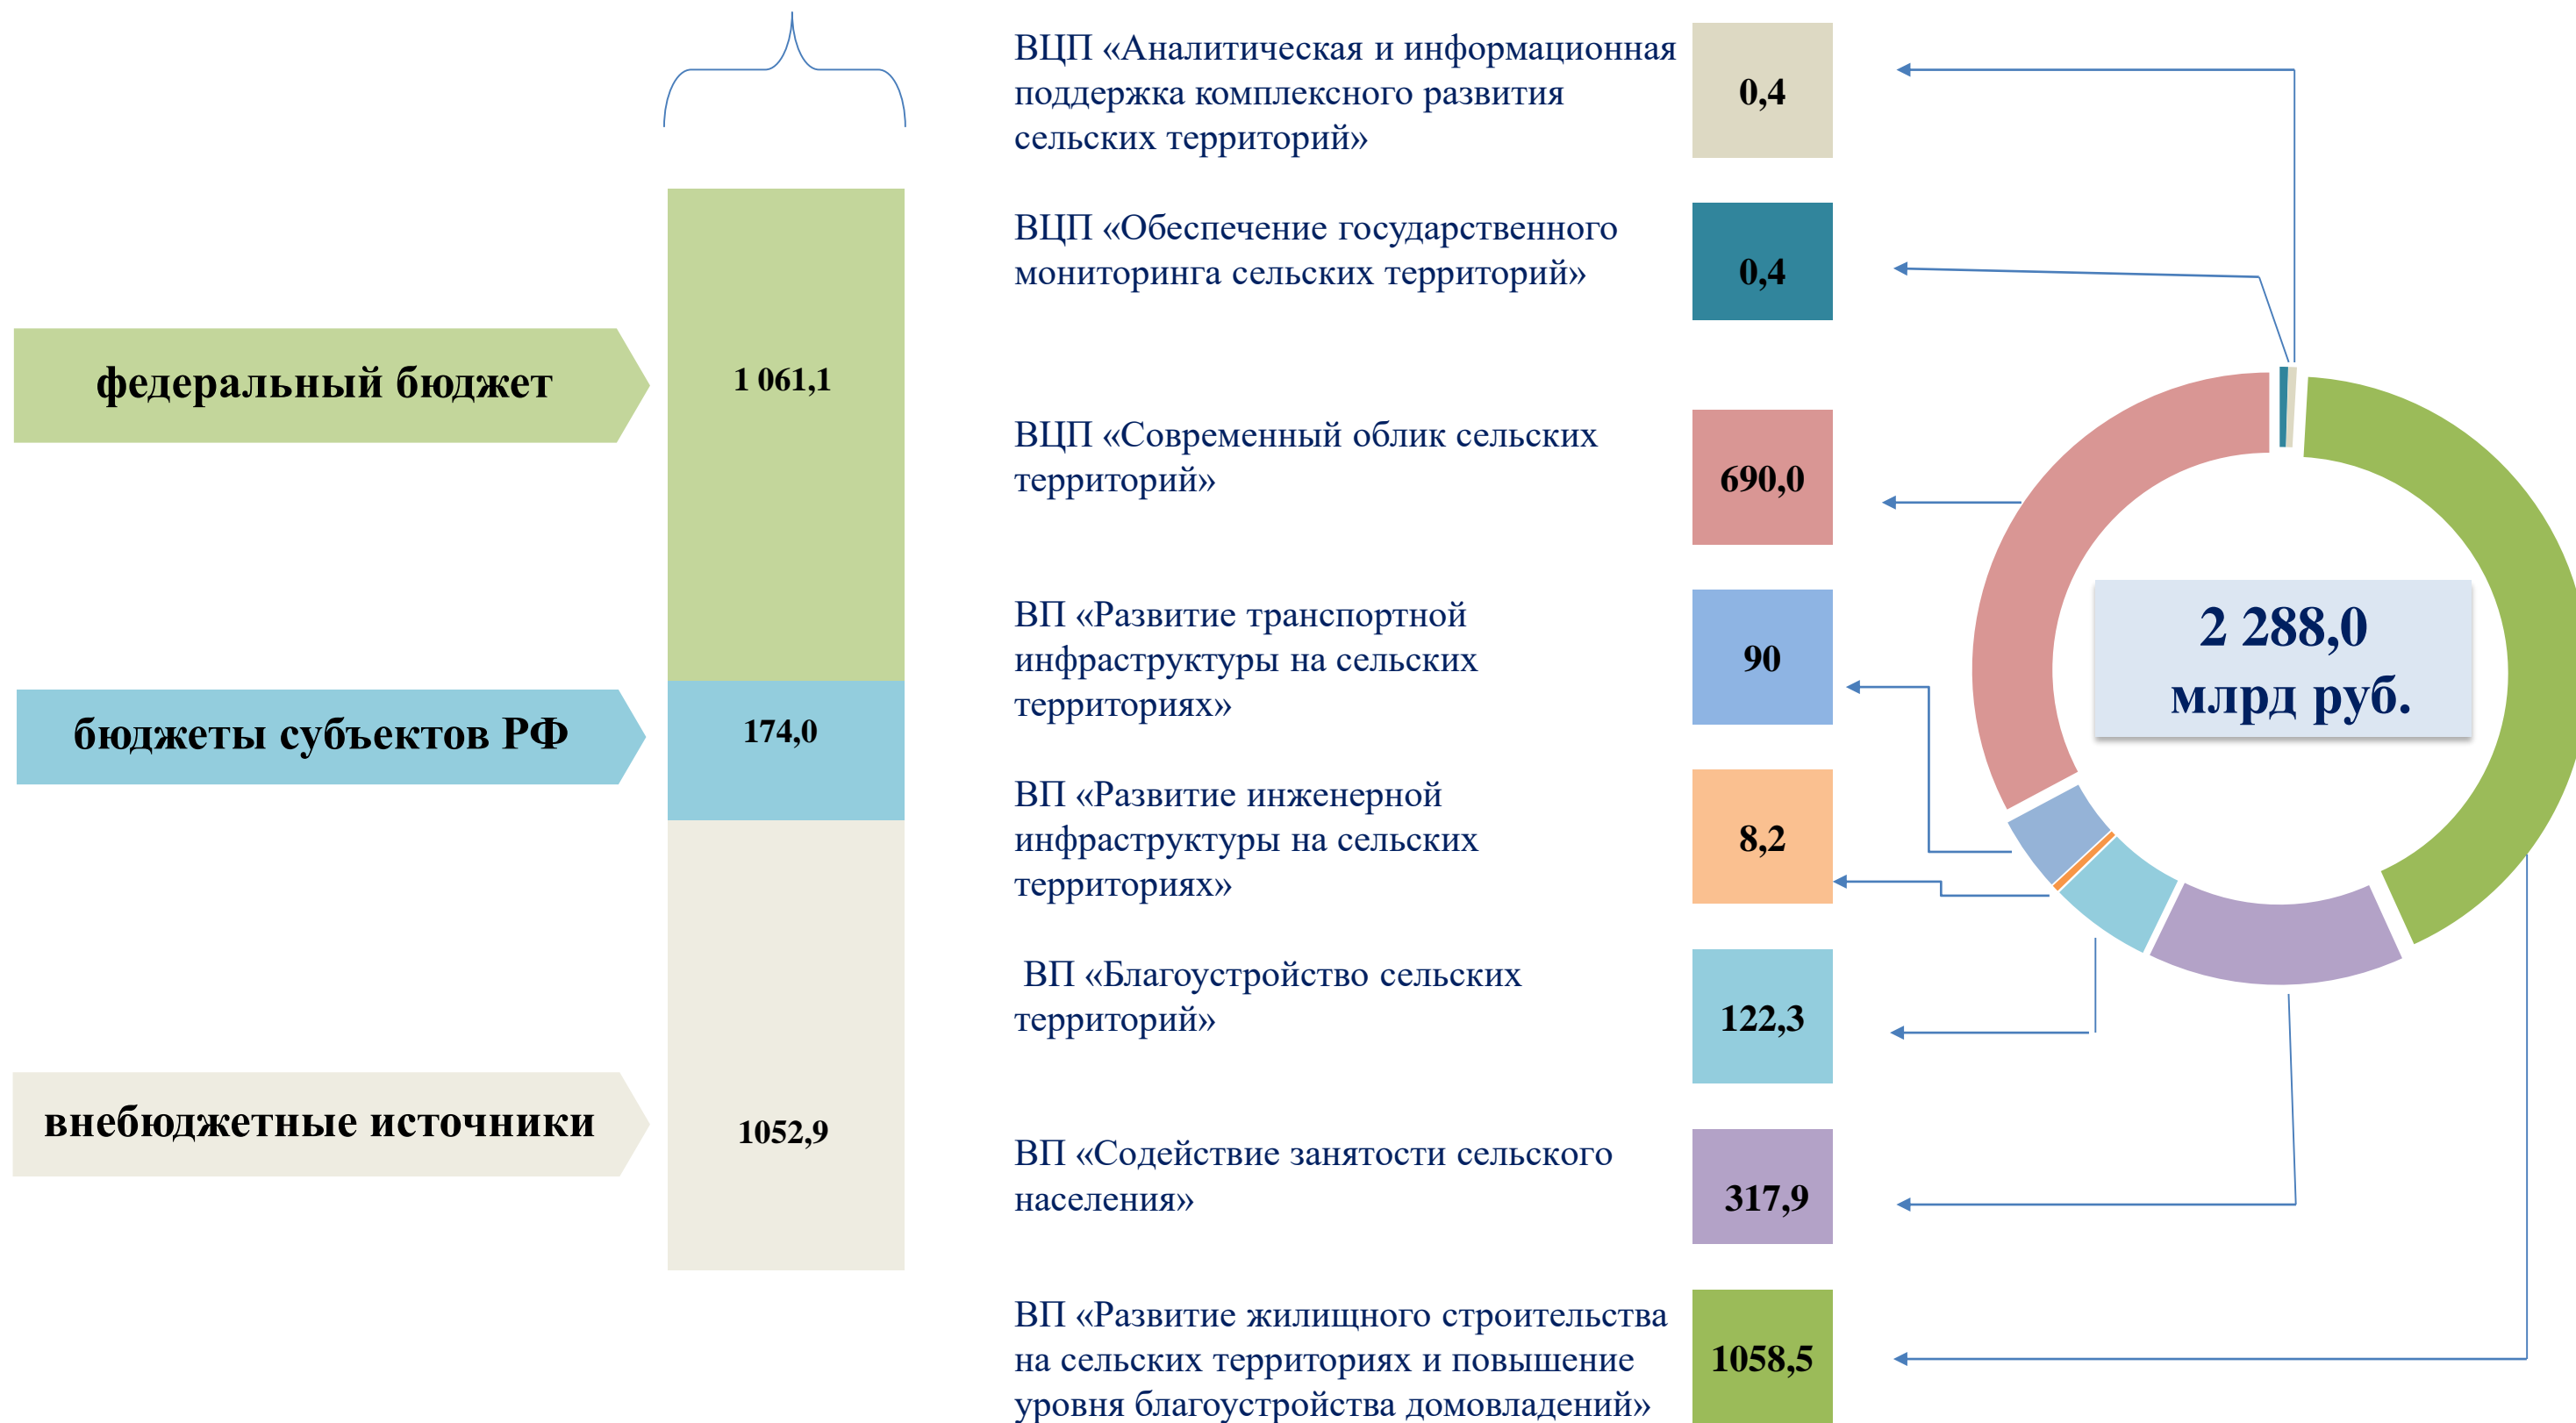 федеральный бюджет
бюджеты субъектов РФ
внебюджетные источники
1 061,1
174,0
1052,9
ВЦП «Аналитическая и информационная
поддержка комплексного развития
сельских территорий»
0,4
ВЦП «Обеспечение государственного
мониторинга сельских территорий»
0,4
ВЦП «Современный облик сельских
территорий»
690,0
ВП «Развитие транспортной
инфраструктуры на сельских
территориях»
90
ВП «Развитие инженерной
инфраструктуры на сельских
территориях»
8,2
ВП «Благоустройство сельских
территорий»
122,3
ВП «Содействие занятости сельского
населения»
317,9
ВП «Развитие жилищного строительства
на сельских территориях и повышение
уровня благоустройства домовладений»
1058,5
2 288,0
млрд руб.